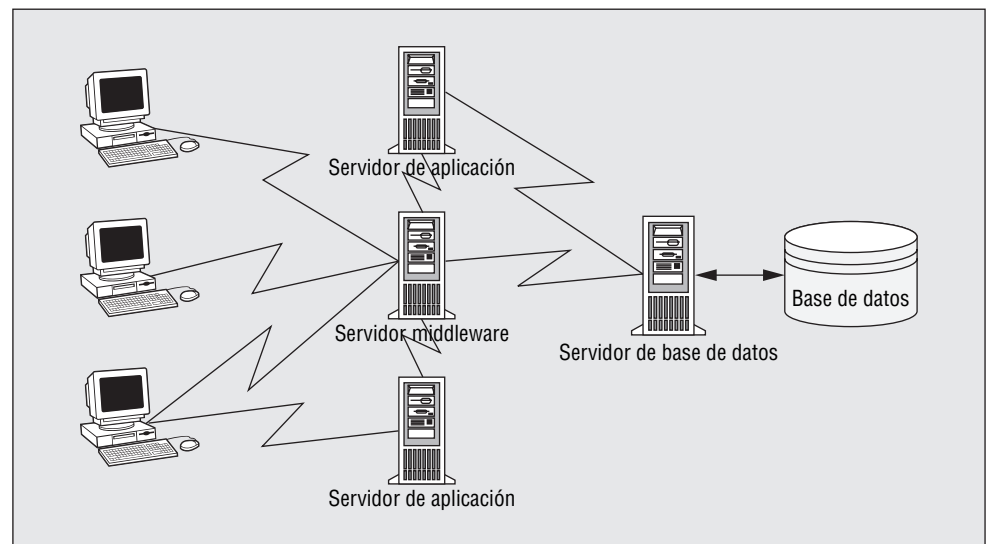 Servidor de aplicación
Servidor middleware
Servidor de aplicación
Servidor de base de datos
Base de datos